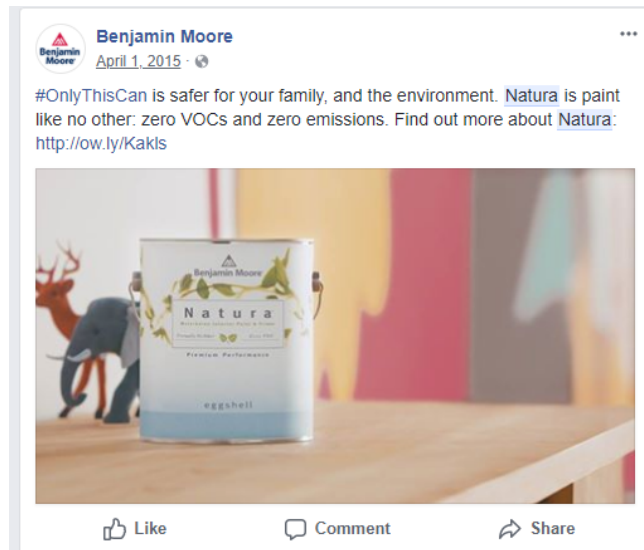 Benjamin Moore
Benjamin Moore
April 1, 2015
#OnlyThisCan is safer for your family, and the environment. Natura is paint
like no other: zero VOCs and zero emissions. Find out more about Natura:
http://ow.ly/Kakls
Benjamin Moore
Natura
Premium Performance
eggshell
Like Comment Share